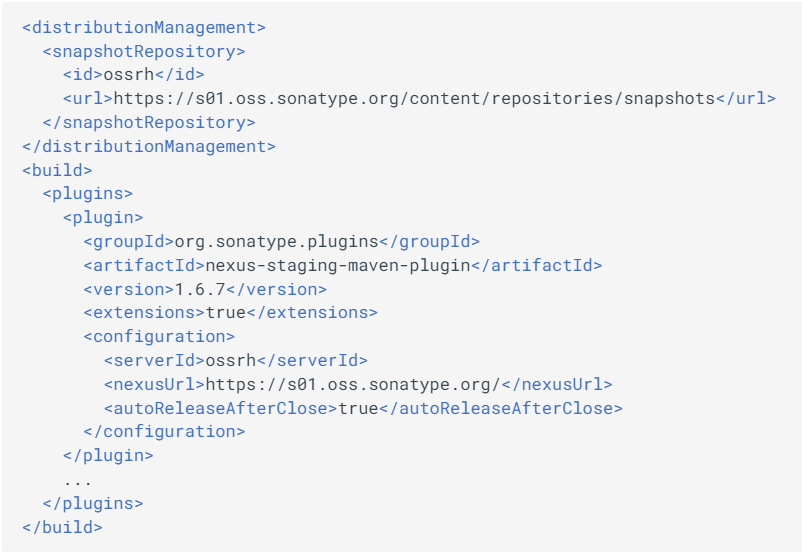 <distributionManagement>
  <snapshotRepository>
    <id>ossrh</id>
    <url>https://s01.oss.sonatype.org/content/repositories/snapshots</url>
  </snapshotRepository>
</distributionManagement>
<build>
  <plugins>
    <plugin>
      <groupId>org.sonatype.plugins</groupId>
      <artifactId>nexus-staging-maven-plugin</artifactId>
      <version>1.6.7</version>
      <extensions>true</extensions>
      <configuration>
        <serverId>ossrh</serverId>
        <nexusUrl>https://s01.oss.sonatype.org/</nexusUrl>
        <autoReleaseAfterClose>true</autoReleaseAfterClose>
      </configuration>
    </plugin>
    ...
  </plugins>
</build>